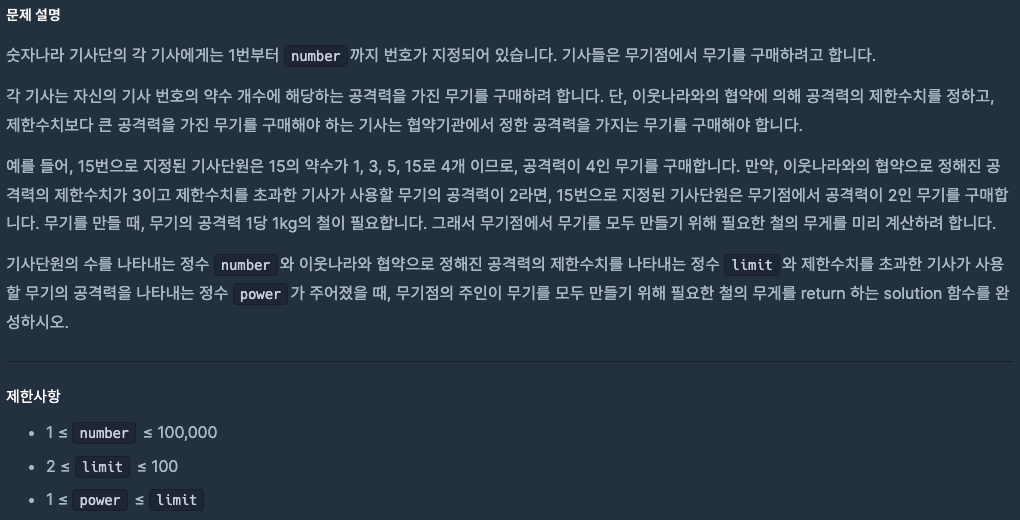 문제 설명
숫자나라 기사단의 각 기사에게는 1번부터 number 까지 번호가 지정되어 있습니다. 기사들은 무기점에서 무기를 구매하려고 합니다.
각 기사는 자신의 기사 번호의 약수 개수에 해당하는 공격력을 가진 무기를 구매하려 합니다. 단, 이웃나라와의 협약에 의해 공격력의 제한수치를 정하고,
제한수치보다 큰 공격력을 가진 무기를 구매해야 하는 기사는 협약기관에서 정한 공격력을 가지는 무기를 구매해야 합니다.
예를 들어, 15번으로 지정된 기사단원은 15의 약수가 1, 3, 5, 15로 4개 이므로, 공격력이 4인 무기를 구매합니다. 만약, 이웃나라와의 협약으로 정해진 공
격력의 제한수치가 3이고 제한수치를 초과한 기사가 사용할 무기의 공격력이 2라면, 15번으로 지정된 기사단원은 무기점에서 공격력이 2인 무기를 구매합
니다. 무기를 만들 때, 무기의 공격력 1당 1kg의 철이 필요합니다. 그래서 무기점에서 무기를 모두 만들기 위해 필요한 철의 무게를 미리 계산하려 합니다.
기사단원의 수를 나타내는 정수 number 와 이웃나라와 협약으로 정해진 공격력의 제한수치를 나타내는 정수 limit 와 제한수치를 초과한 기사가 사용
할 무기의 공격력을 나타내는 정수 power 가 주어졌을 때, 무기점의 주인이 무기를 모두 만들기 위해 필요한 철의 무게를 return 하는 solution 함수를 완
성하시오.
제한사항
• 1 ≤ number ≤ 100,000
• 2 ≤ limit ≤ 100
• 1 ≤ power ≤ limit